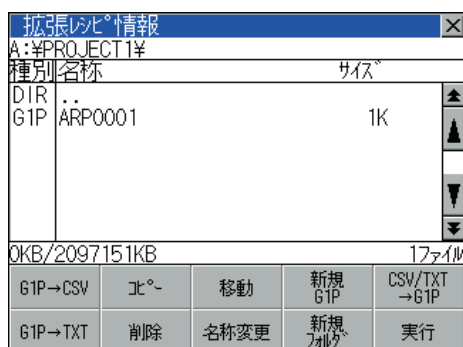 拡張ﾚｼﾋﾟ情報
A:¥PROJECT1¥
種別 名称 ｻｲｽﾞ
DIR ..
G1P ARP0001 1K
0KB/2097151KB 1ﾌｧｲﾙ
G1P→CSV ｺﾋﾟｰ 移動 新規G1P CSV/TXT→G1P
G1P→TXT 削除 名称変更 新規ﾌｫﾙﾀﾞ 実行